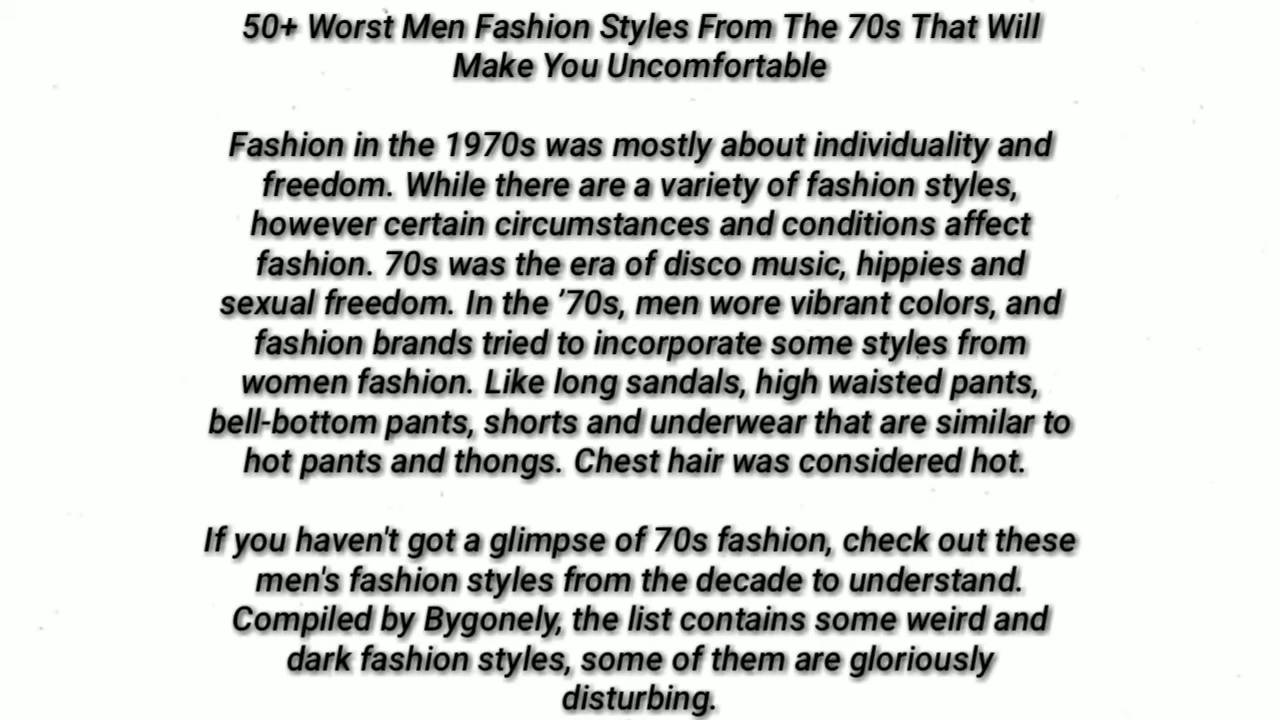 50+ Worst Men Fashion Styles From The 70s That Will
Make You Uncomfortable
Fashion in the 1970s was mostly about individuality and
freedom. While there are a variety of fashion styles,
however certain circumstances and conditions affect
fashion. 70s was the era of disco music, hippies and
sexual freedom. In the ’70s, men wore vibrant colors, and
fashion brands tried to incorporate some styles from
women fashion. Like long sandals, high waisted pants,
bell-bottom pants, shorts and underwear that are similar to
hot pants and thongs. Chest hair was considered hot.
If you haven't got a glimpse of 70s fashion, check out these
men's fashion styles from the decade to understand.
Compiled by Bygonely, the list contains some weird and
dark fashion styles, some of them are gloriously
disturbing.